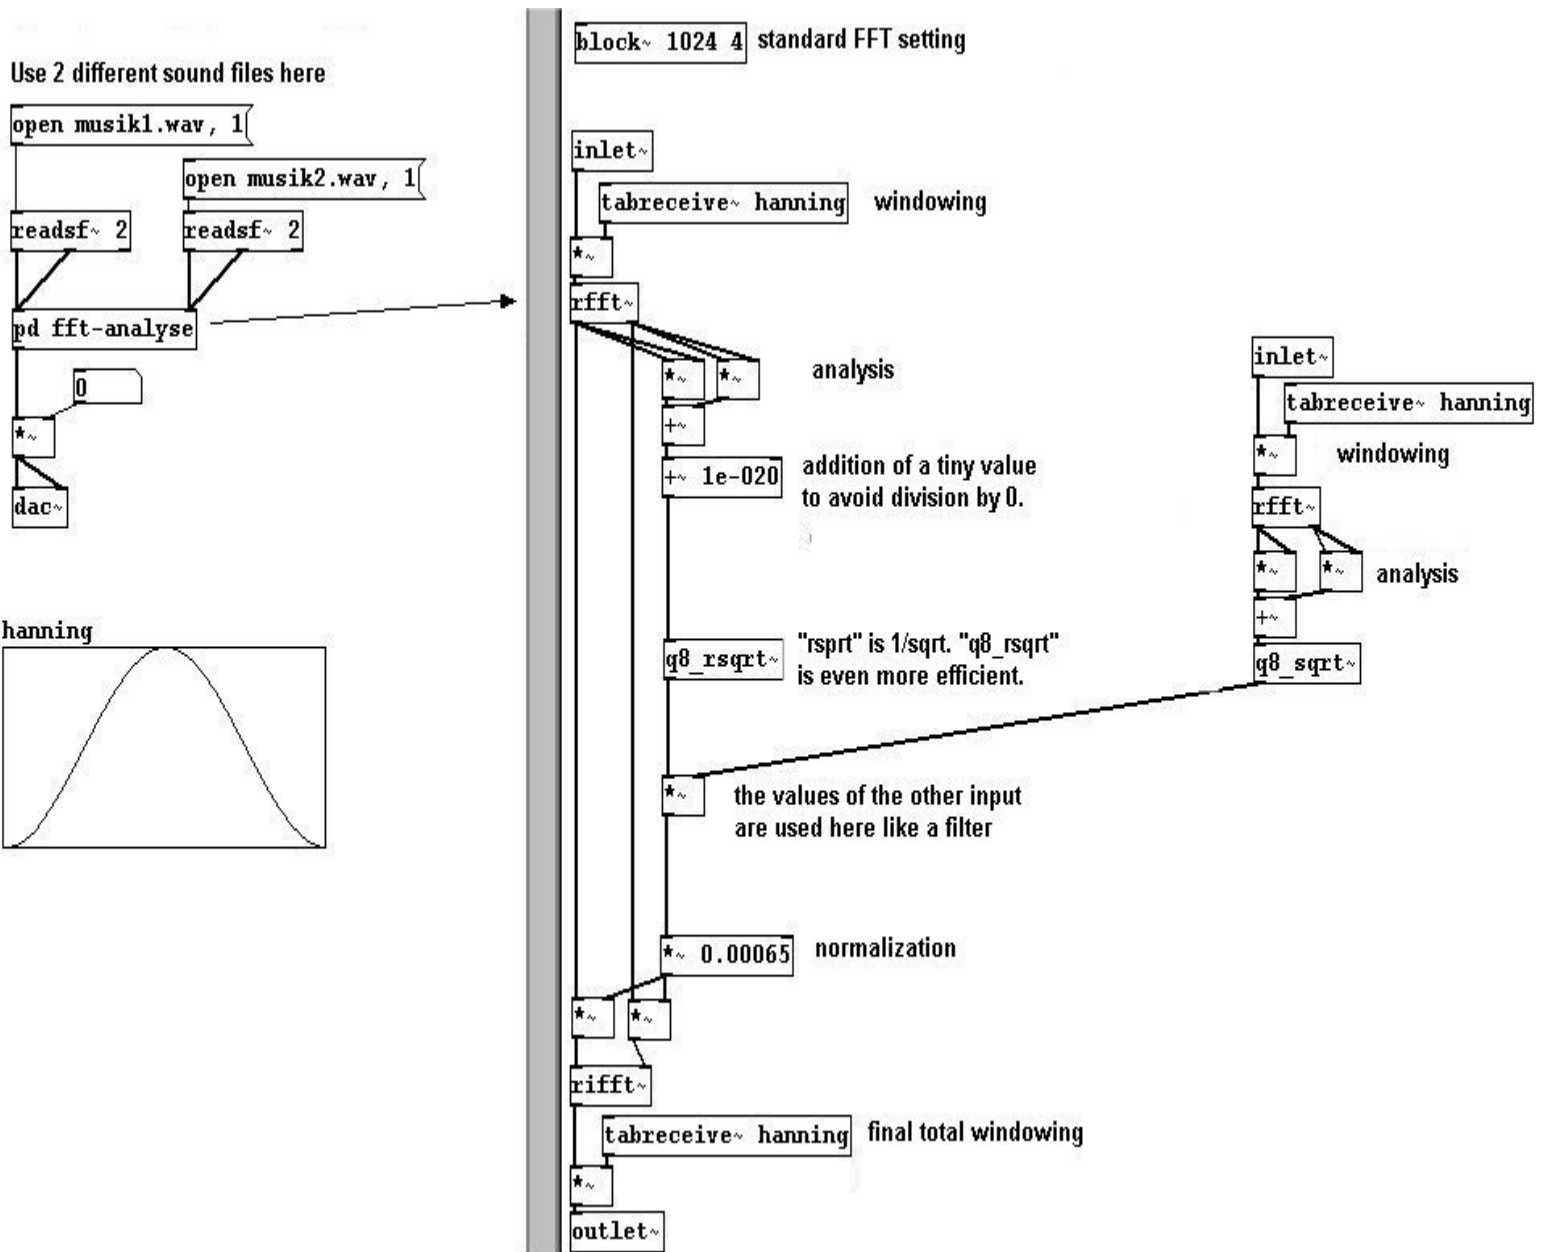 Use 2 different sound files here
open musik1.wav, 1
open musik2.wav, 1
readsf~ 2
readsf~ 2
pd fft-analyse
0
*~
dac~
hanning
block~ 1024 4
standard FFT setting
inlet~
tabreceive~ hanning
windowing
*~
rfft~
*~
*~
analysis
+~
+~ 1e-020
addition of a tiny value
to avoid division by 0.
q8_rsqrt~
"rsprt" is 1/sqrt. "q8_rsqrt"
is even more efficient.
*~
the values of the other input
are used here like a filter
*~ 0.00065
normalization
*~
*~
rifft~
tabreceive~ hanning
final total windowing
*~
outlet~
inlet~
tabreceive~ hanning
*~
windowing
rfft~
*~
*~
analysis
+~
q8_sqrt~